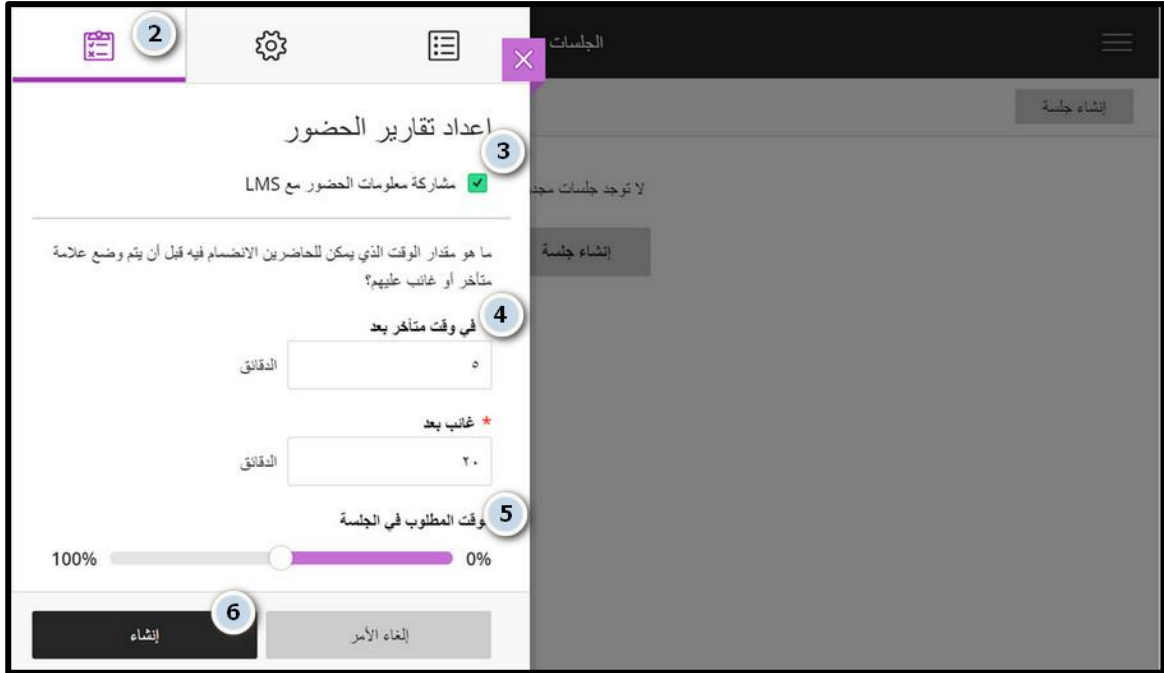 الجلسات
إنشاء جلسة
لا توجد جلسات
إنشاء جلسة
2
إعداد تقارير الحضور
3
مشاركة معلومات الحضور مع LMS
ما هو مقدار الوقت الذي يمكن للحاضرين الانضمام فيه قبل أن يتم وضع علامة
متأخر أو غائب عليهم؟
4
في وقت متأخر بعد
٥ الدقائق
* غائب بعد
٢٠ الدقائق
5
المطلوب في الجلسة
0% 100%
6
إلغاء الأمر إنشاء